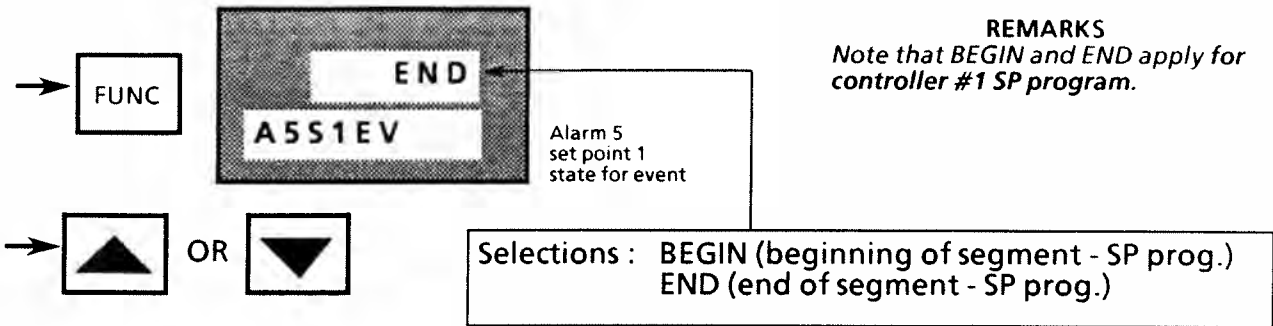 REMARKS
Note that BEGIN and END apply for
controller #1 SP program.
FUNC
END
A5S1EV
Alarm 5
set point 1
state for event
OR
Selections : BEGIN (beginning of segment - SP prog.)
END (end of segment - SP prog.)